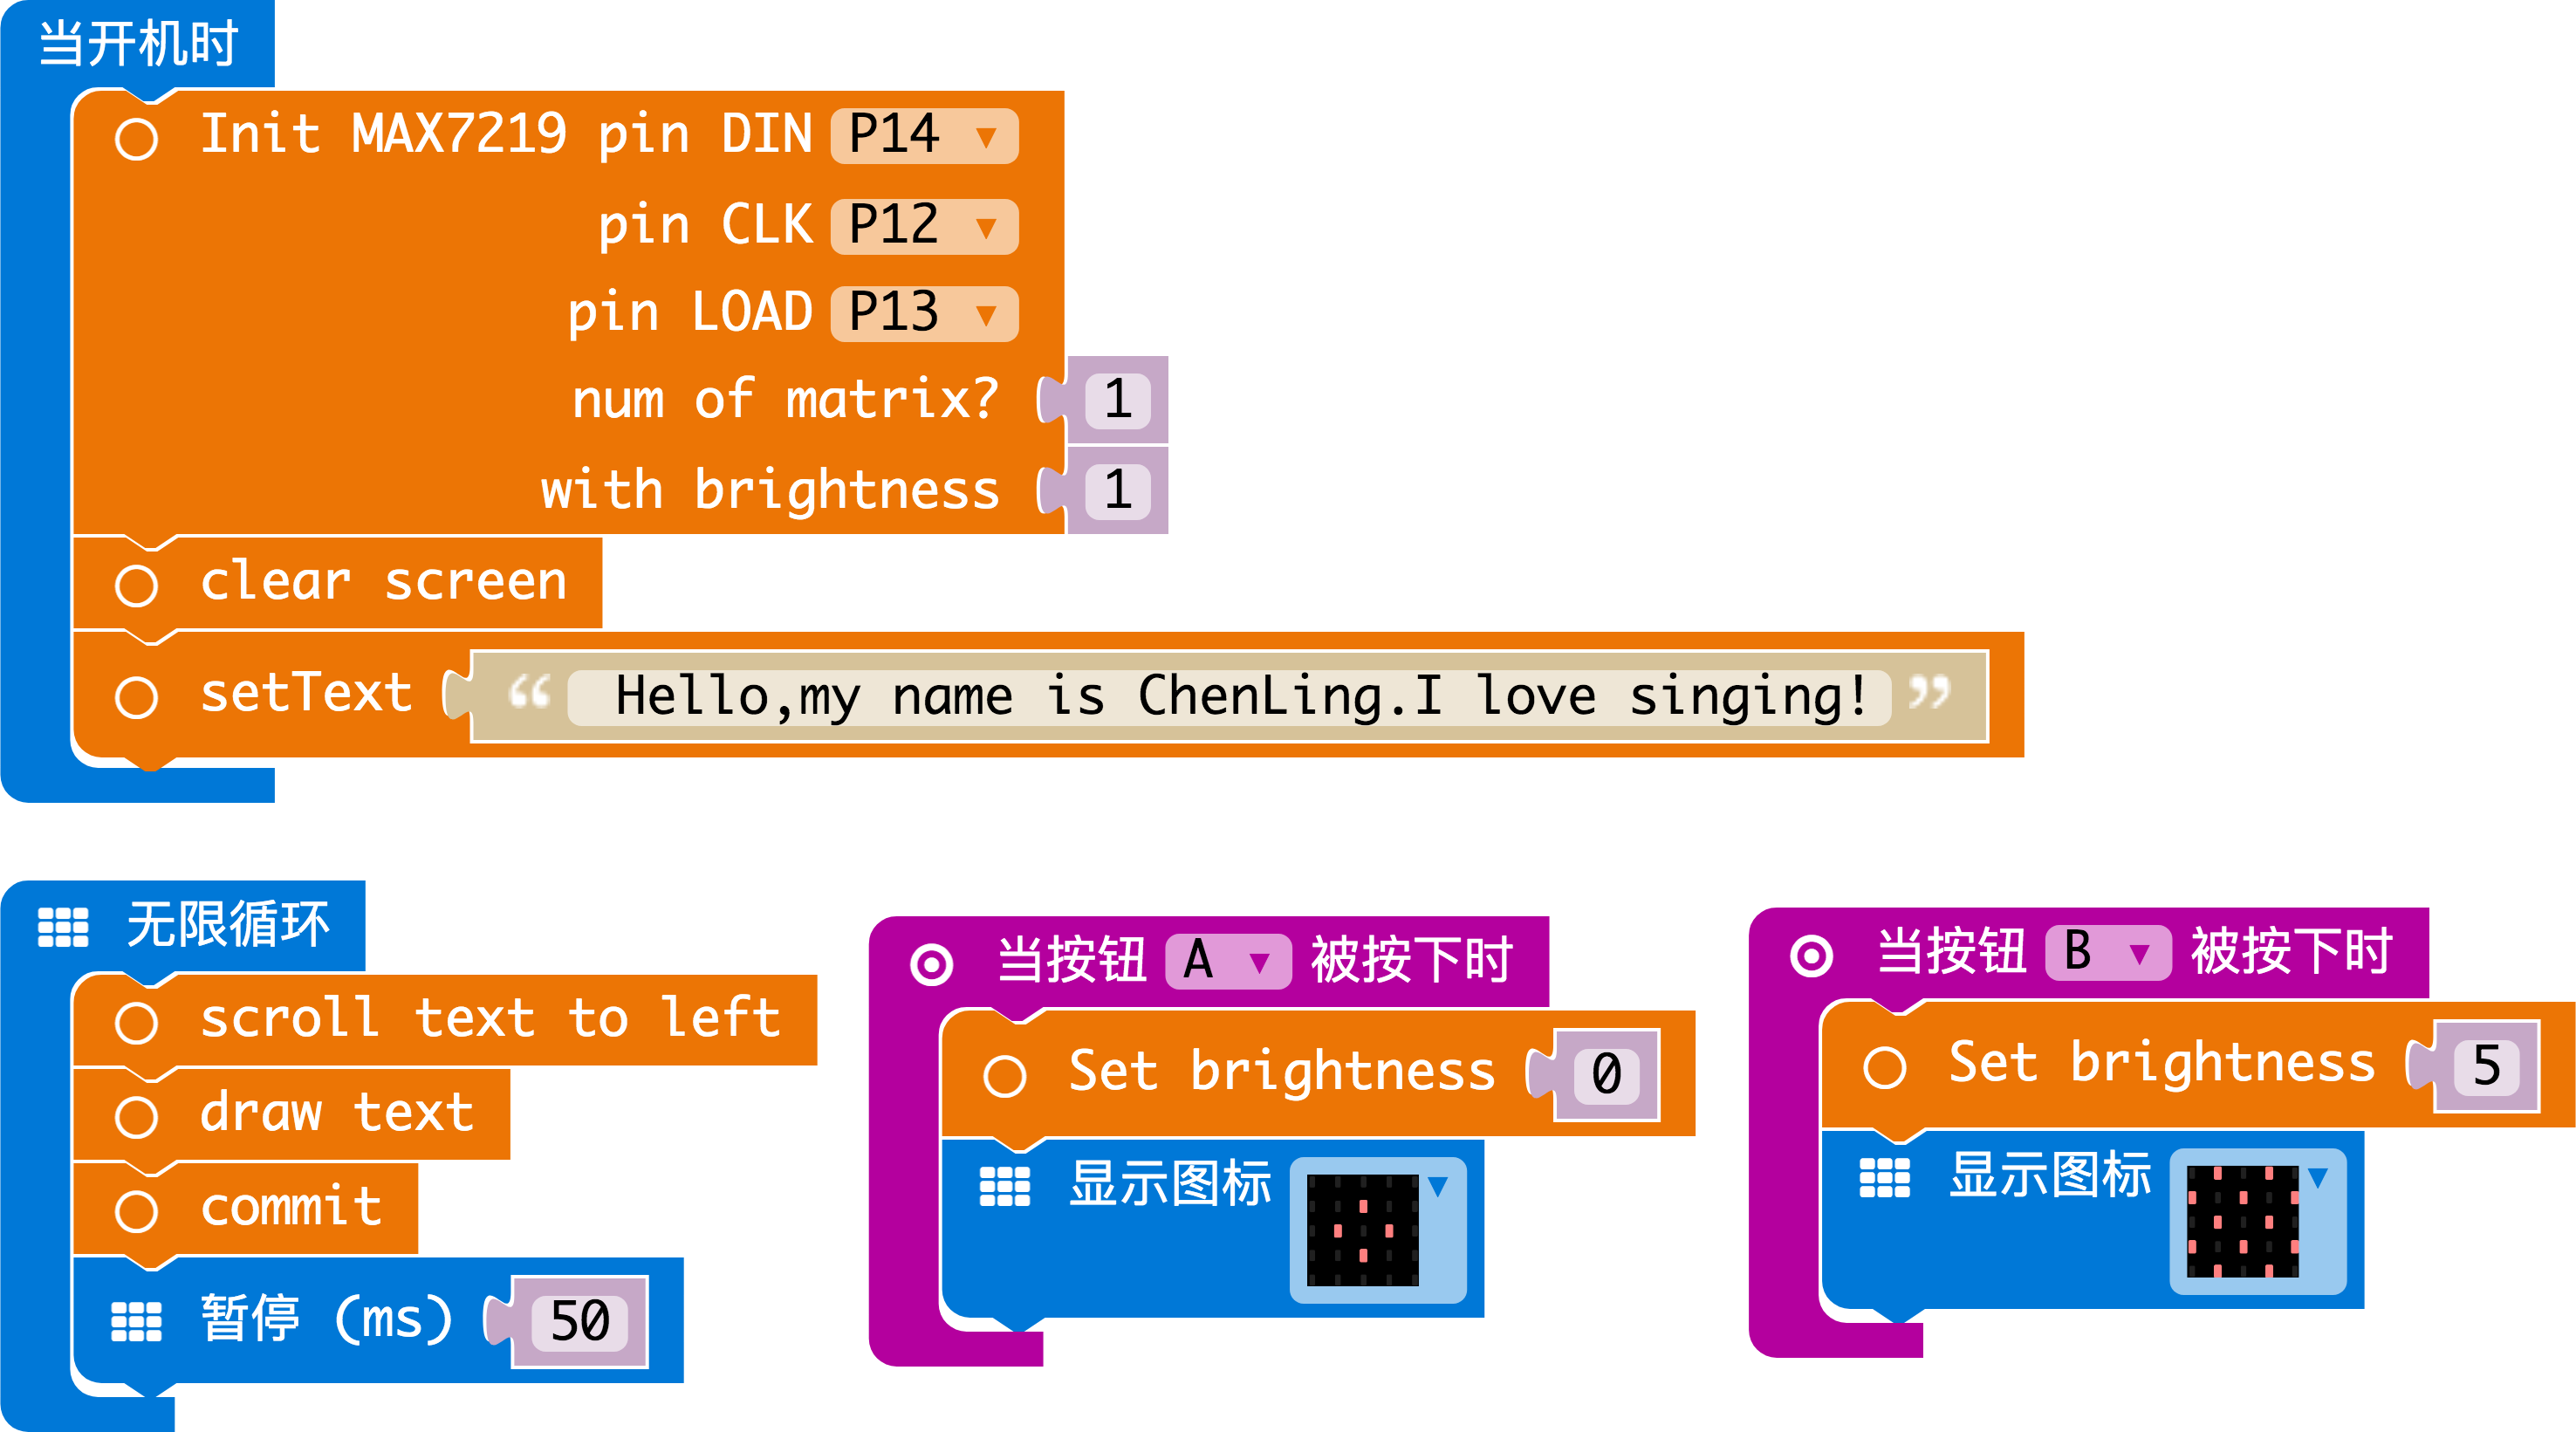 当开机时
Init MAX7219 pin DIN P14
pin CLK P12
pin LOAD P13
num of matrix? 1
with brightness 1
clear screen
setText “ Hello,my name is ChenLing.I love singing! ”
无限循环
scroll text to left
draw text
commit
暂停 (ms) 50
当按钮 A 被按下时
Set brightness 0
显示图标
当按钮 B 被按下时
Set brightness 5
显示图标